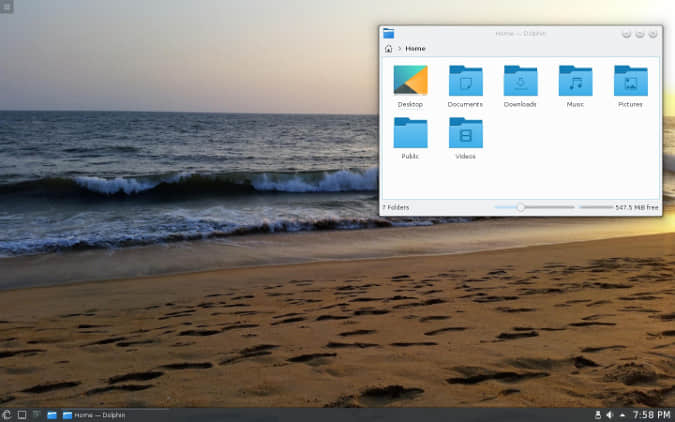 Home — Dolphin
Home
Desktop
Documents
Downloads
Music
Pictures
Public
Videos
7 Folders
547.5 MiB free
Home — Dolphin
7:58 PM